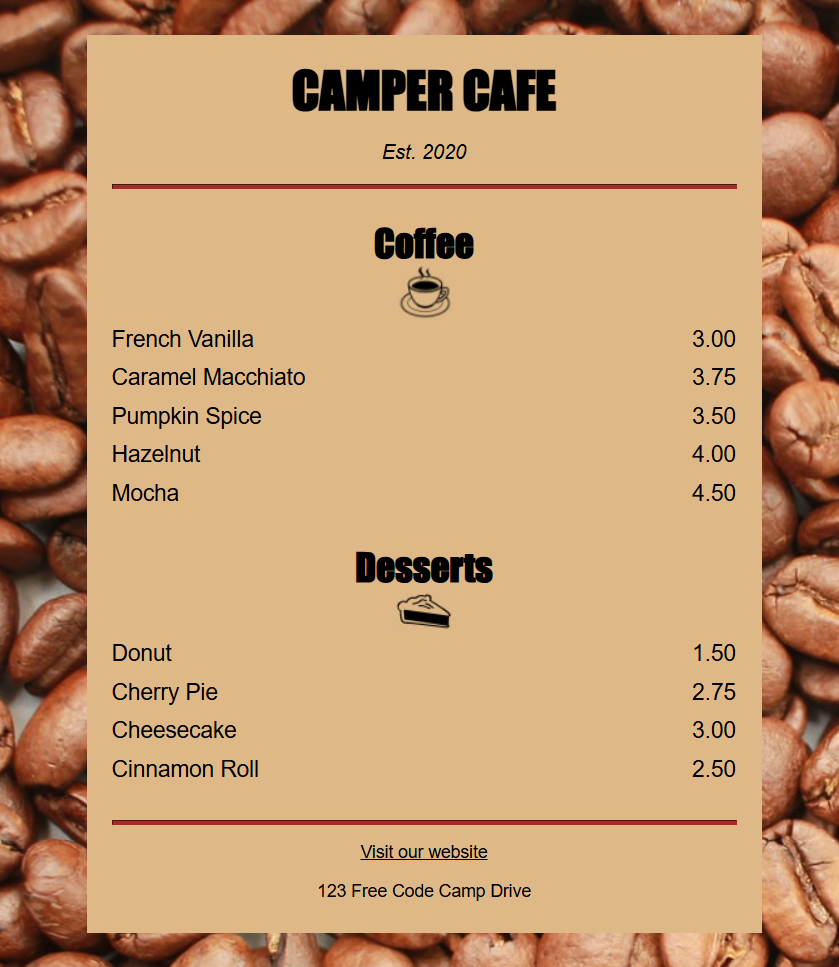 CAMPER CAFE
Est. 2020
Coffee
French Vanilla 3.00
Caramel Macchiato 3.75
Pumpkin Spice 3.50
Hazelnut 4.00
Mocha 4.50
Desserts
Donut 1.50
Cherry Pie 2.75
Cheesecake 3.00
Cinnamon Roll 2.50
Visit our website
123 Free Code Camp Drive